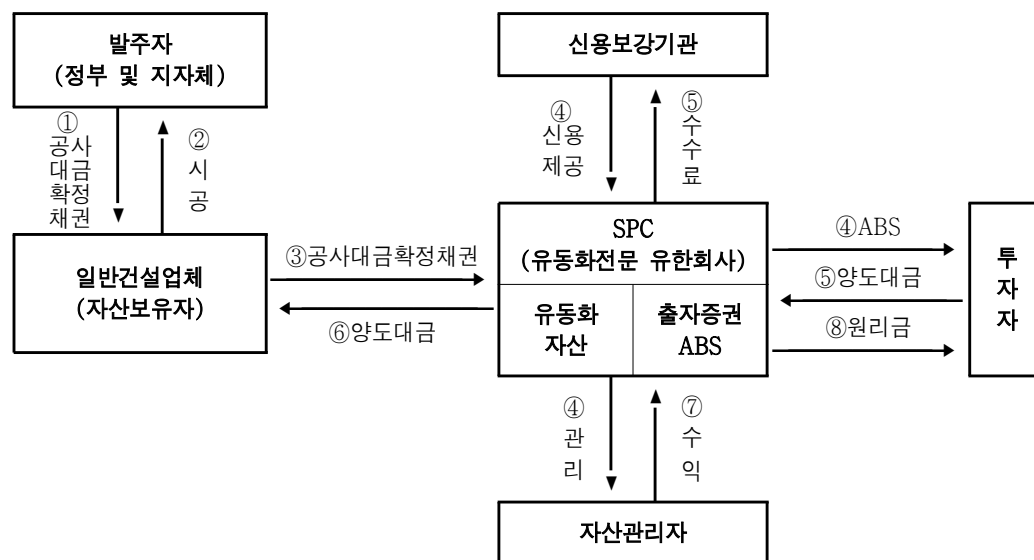 발주자
(정부 및 지자체)
신용보강기관
①
공사
대금
확정
채권
②
시
공
④
신용
제공
⑤
수
수
료
일반건설업체
(자산보유자)
③공사대금확정채권
⑥양도대금
SPC
(유동화전문 유한회사)
유동화
자산
출자증권
ABS
④ABS
⑤양도대금
⑧원리금
투
자
자
④
관
리
⑦
수
익
자산관리자